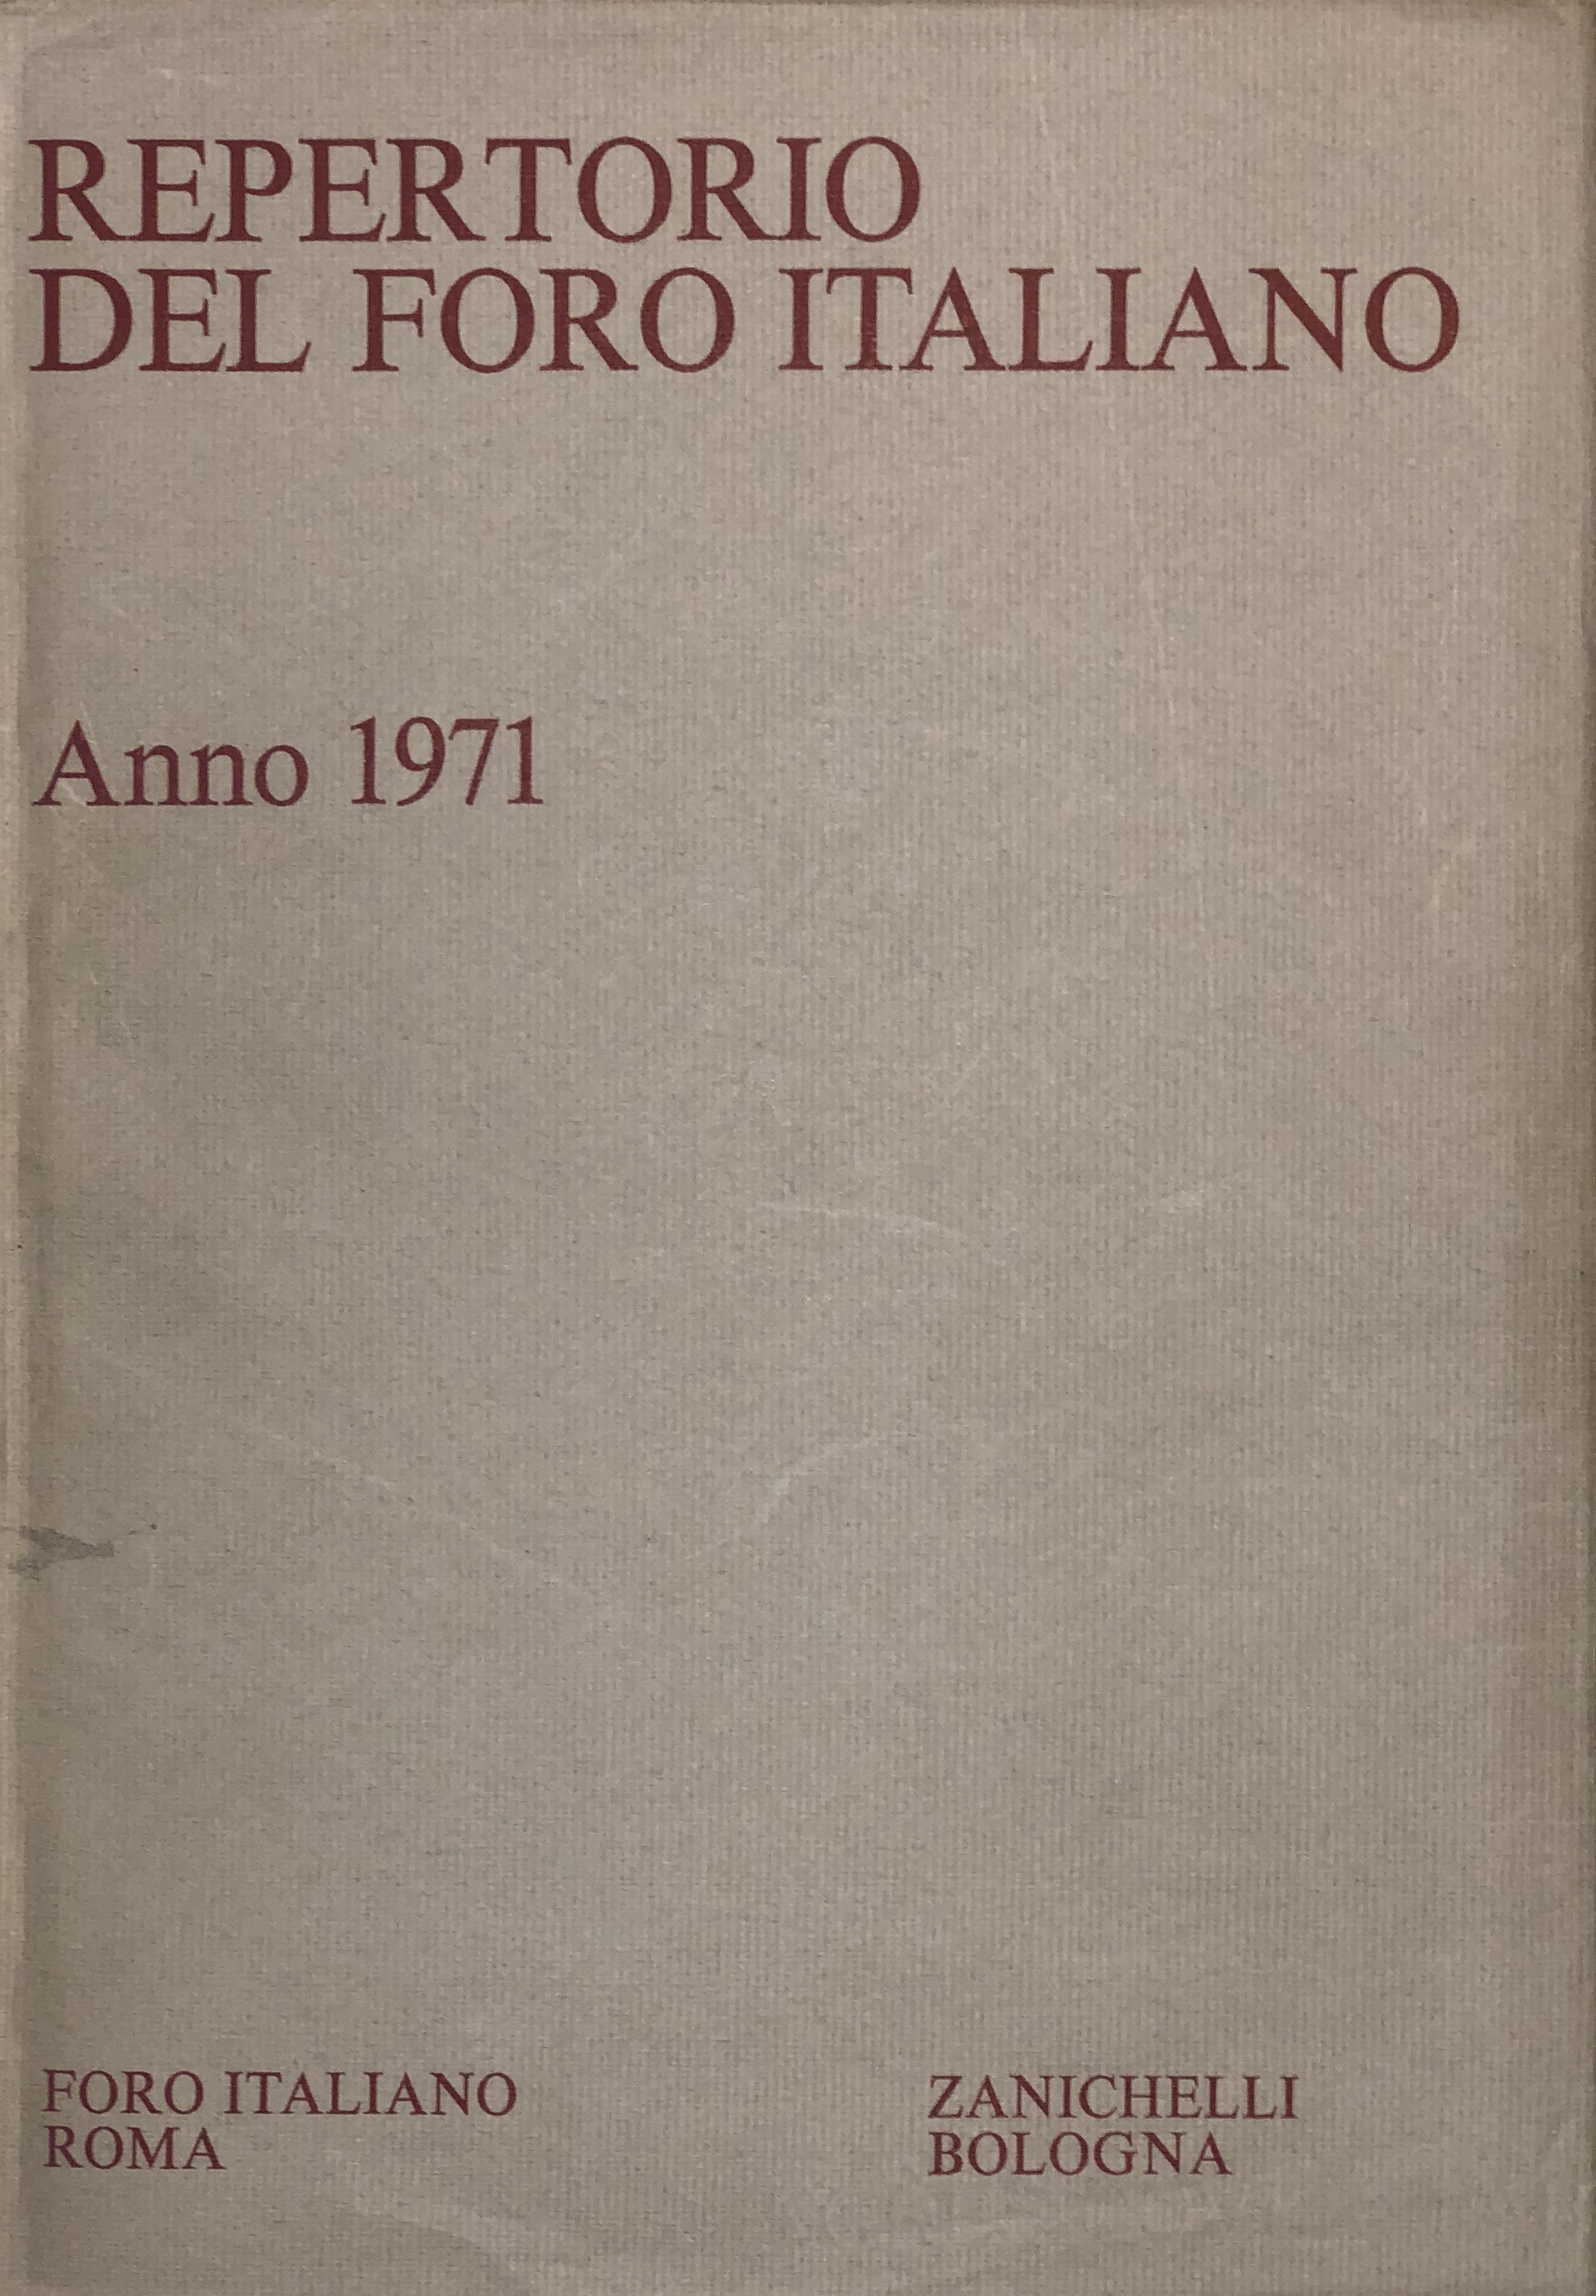 REPERTORIO
DEL FORO ITALIANO
Anno 1971
FORO ITALIANO
ROMA
ZANICHELLI
BOLOGNA